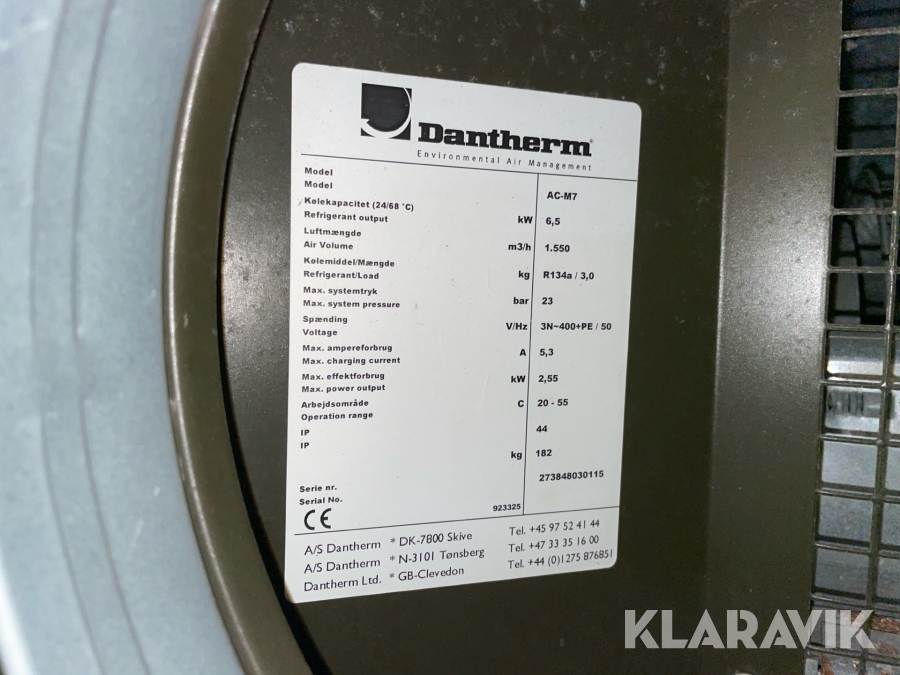 Dantherm®
Environmental Air Management
Model
Model AC-M7
Kølekapacitet (24/68 °C)
Refrigerant output kW 6,5
Luftmængde
Air Volume m3/h 1.550
Kølemiddel/Mængde
Refrigerant/Load kg R134a / 3,0
Max. systemtryk
Max. system pressure bar 23
Spænding
Voltage V/Hz 3N~400+PE / 50
Max. ampereforbrug
Max. charging current A 5,3
Max. effektforbrug
Max. power output kW 2,55
Arbejdsområde
Operation range C 20 - 55
IP 44
IP
kg 182
Serie nr. 273848030115
Serial No.
CE 923325
A/S Dantherm * DK-7800 Skive Tel. +45 97 52 41 44
A/S Dantherm * N-3101 Tønsberg Tel. +47 33 35 16 00
Dantherm Ltd. * GB-Clevedon Tel. +44 (0)1275 876851
KLARAVIK